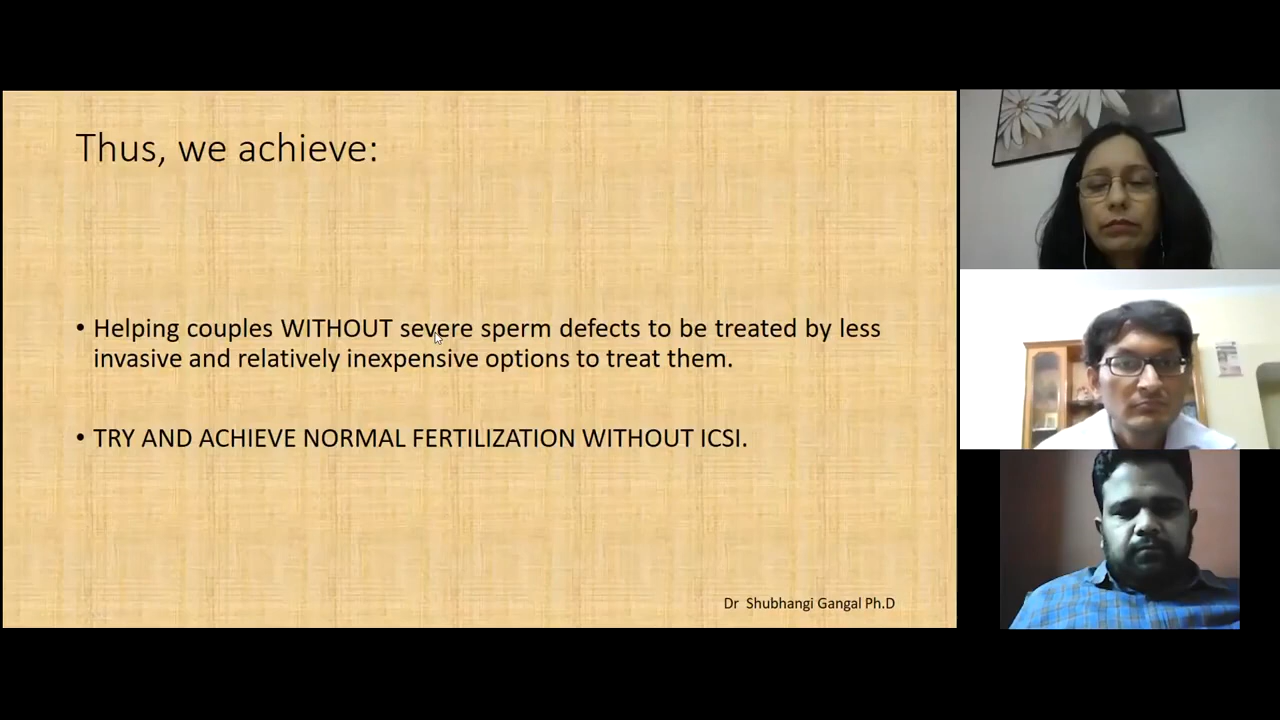 Thus, we achieve:
• Helping couples WITHOUT severe sperm defects to be treated by less
invasive and relatively inexpensive options to treat them.
• TRY AND ACHIEVE NORMAL FERTILIZATION WITHOUT ICSI.
Dr Shubhangi Gangal Ph.D